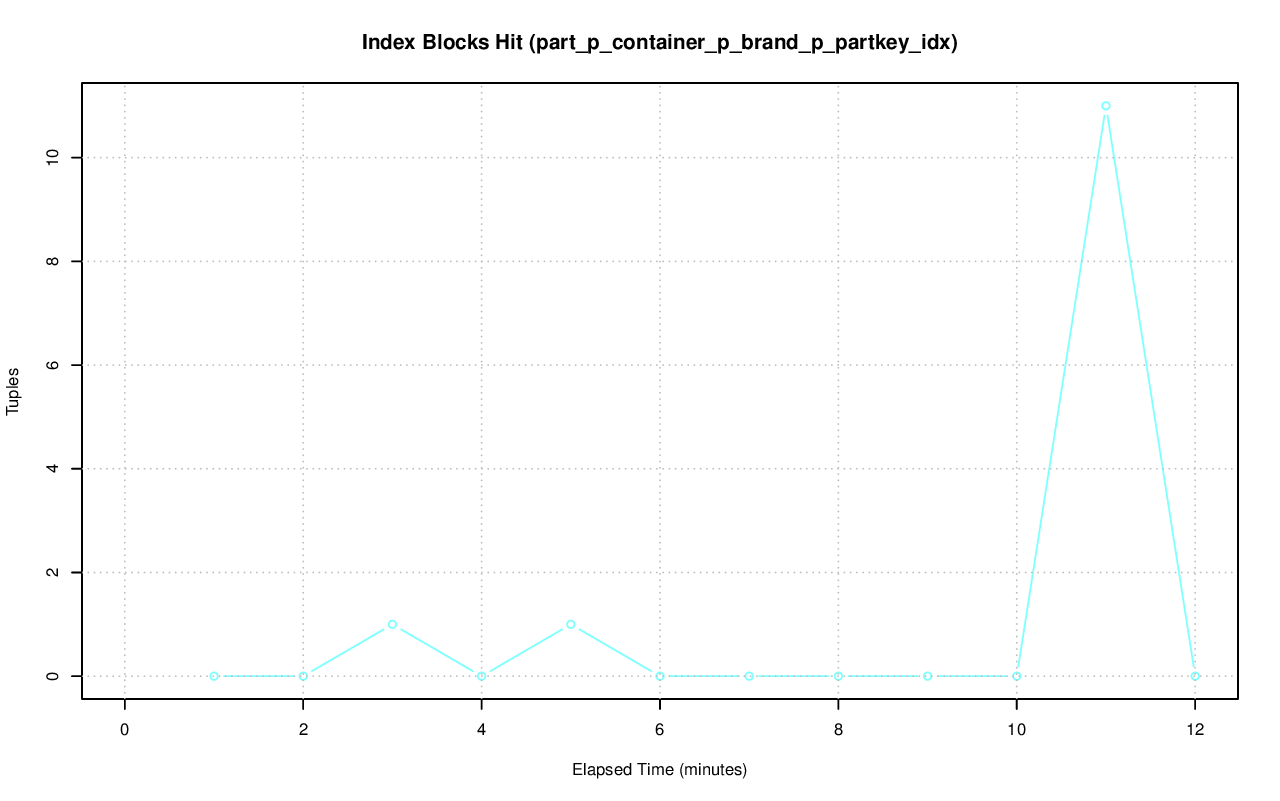 Index Blocks Hit (part_p_container_p_brand_p_partkey_idx)
Tuples
10
8
6
4
2
0
0 2 4 6 8 10 12
Elapsed Time (minutes)